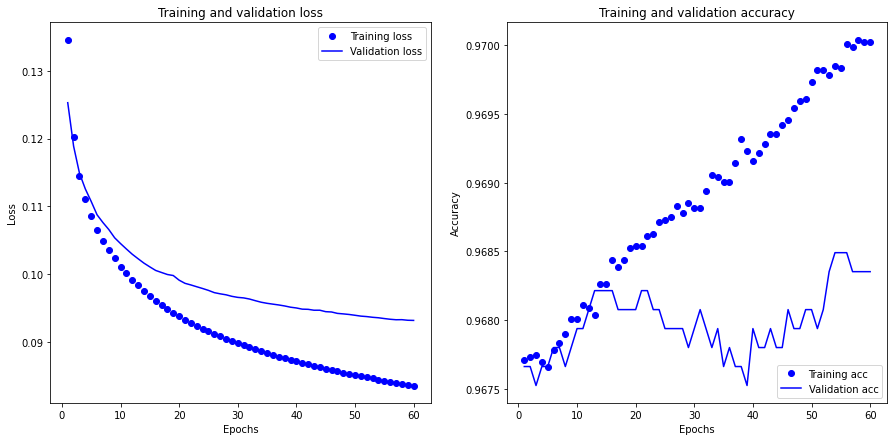 Training and validation loss
Training loss
Validation loss
0.13
0.12
0.11
0.10
0.09
Loss
0
10
20
30
40
50
60
Epochs
Training and validation accuracy
0.9700
0.9695
0.9690
0.9685
0.9680
0.9675
Accuracy
Training acc
Validation acc
0
10
20
30
40
50
60
Epochs